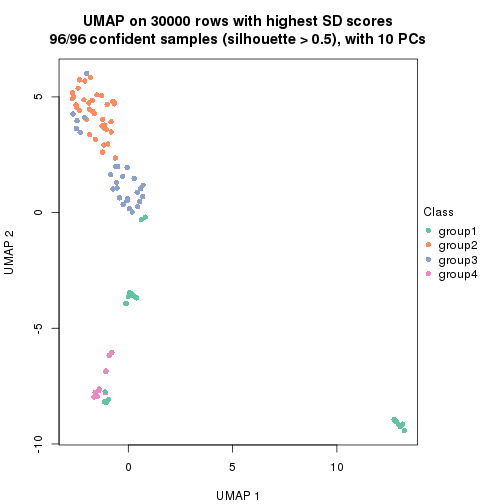 UMAP on 30000 rows with highest SD scores
96/96 confident samples (silhouette > 0.5), with 10 PCs
5
0
-5
-10
UMAP 2
0
5
10
UMAP 1
Class
group1
group2
group3
group4